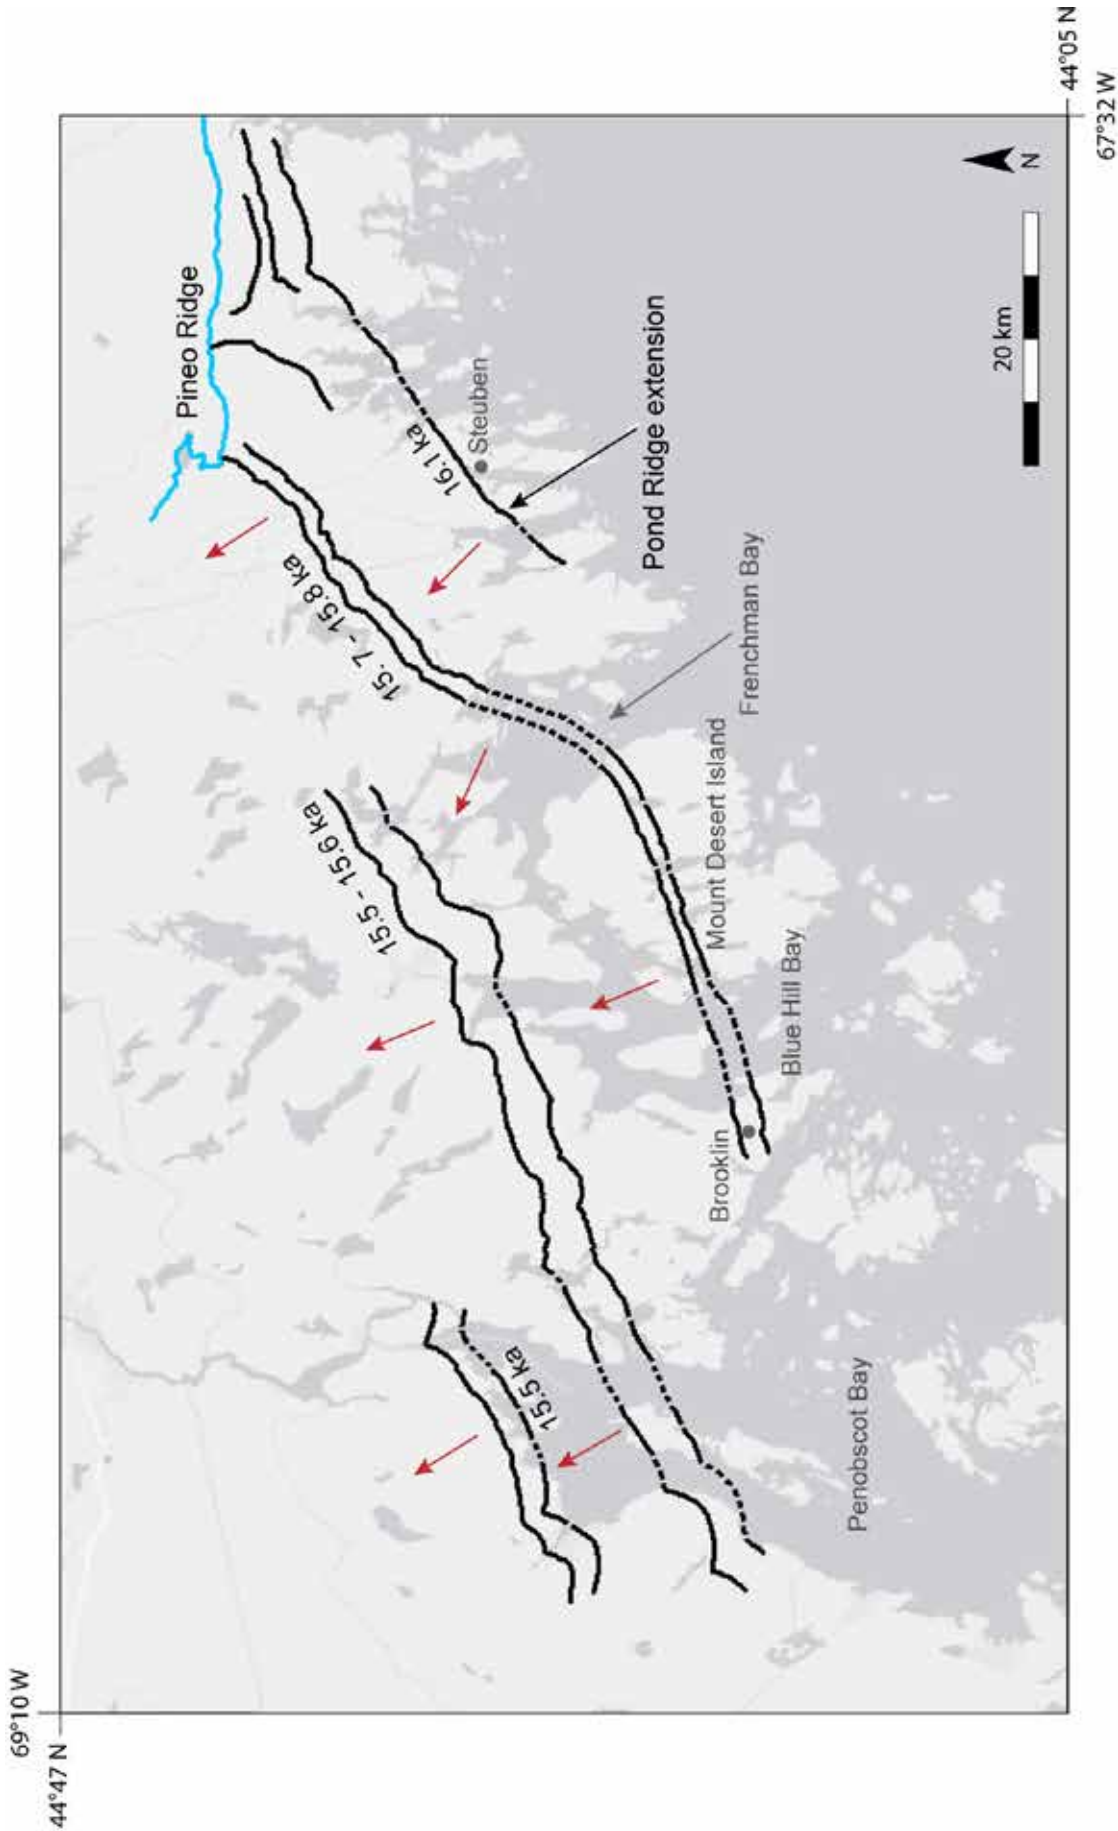 69°10 W
44°47 N
Pineo Ridge
15.7 - 15.8 ka
16.1 ka
Steuben
15.5 - 15.6 ka
Pond Ridge extension
Frenchman Bay
15.5 ka
Mount Desert Island
Brooklin
Blue Hill Bay
Penobscot Bay
20 km
N
44°05 N
67°32 W